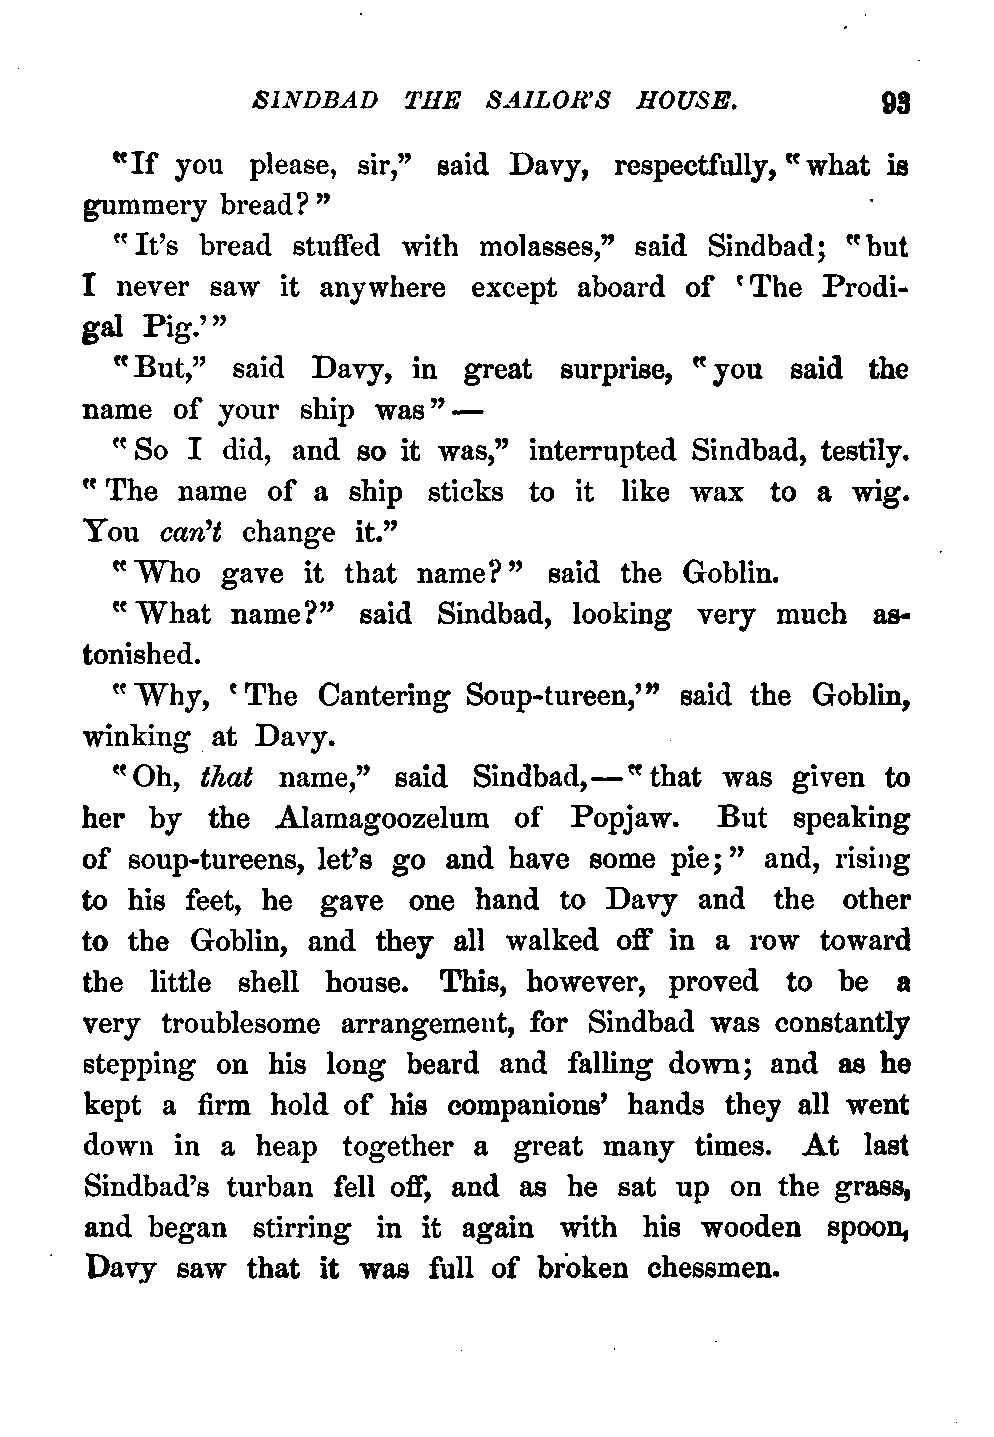 SINDBAD THE SAILOR'S HOUSE. 93
"If you please, sir," said Davy, respectfully, "what is
gummery bread?"
"It's bread stuffed with molasses," said Sindbad; "but
I never saw it anywhere except aboard of 'The Prodi-
gal Pig.'"
"But," said Davy, in great surprise, "you said the
name of your ship was"—
"So I did, and so it was," interrupted Sindbad, testily.
"The name of a ship sticks to it like wax to a wig.
You can't change it."
"Who gave it that name?" said the Goblin.
"What name?" said Sindbad, looking very much as-
tonished.
"Why, 'The Cantering Soup-tureen,'" said the Goblin,
winking at Davy.
"Oh, that name," said Sindbad,—"that was given to
her by the Alamagoozelum of Popjaw. But speaking
of soup-tureens, let's go and have some pie;" and, rising
to his feet, he gave one hand to Davy and the other
to the Goblin, and they all walked off in a row toward
the little shell house. This, however, proved to be a
very troublesome arrangement, for Sindbad was constantly
stepping on his long beard and falling down; and as he
kept a firm hold of his companions' hands they all went
down in a heap together a great many times. At last
Sindbad's turban fell off, and as he sat up on the grass,
and began stirring in it again with his wooden spoon,
Davy saw that it was full of broken chessmen.